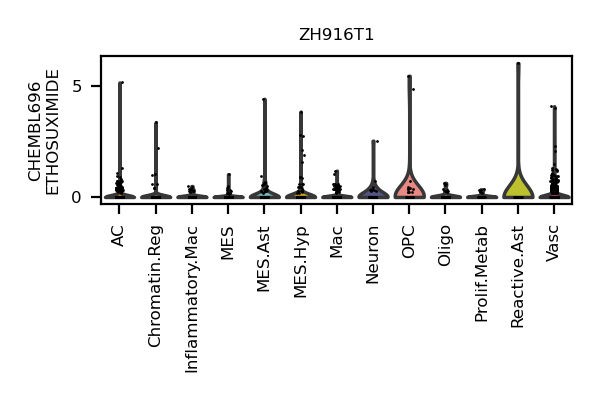 ZH916T1
CHEMBL696
ETHOSUXIMIDE
5
0
AC
Chromatin.Reg
Inflammatory.Mac
MES
MES.Ast
MES.Hyp
Mac
Neuron
OPC
Oligo
Prolif.Metab
Reactive.Ast
Vasc